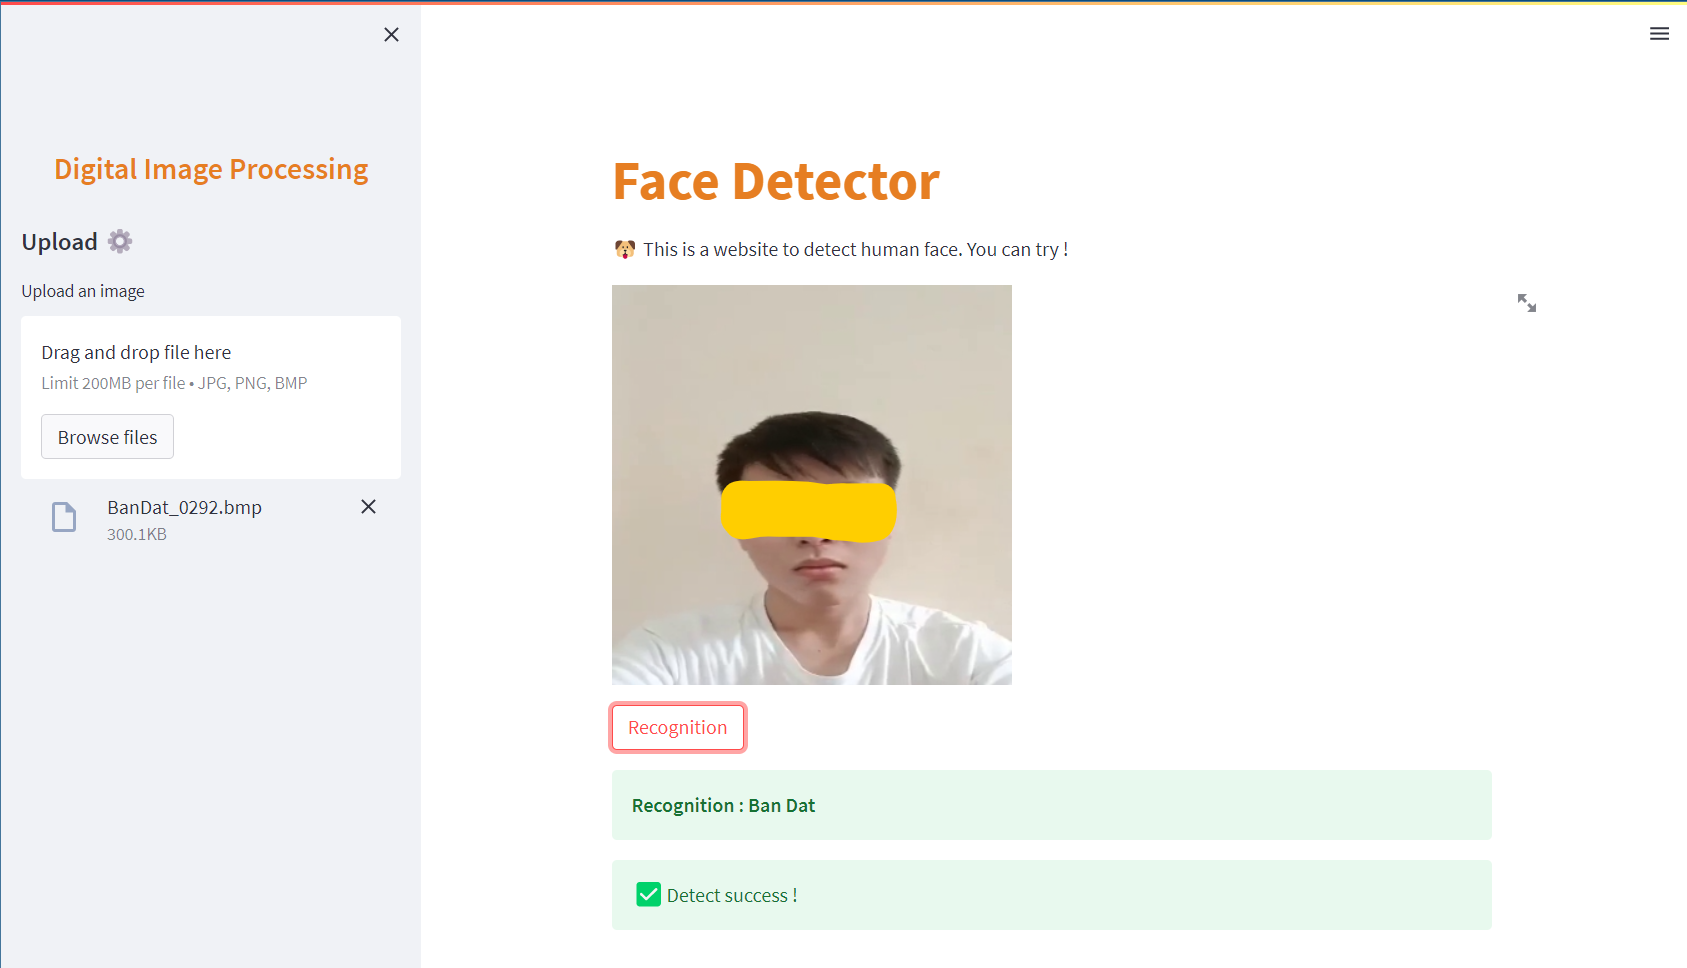 Digital Image Processing
Upload
Upload an image
Drag and drop file here
Limit 200MB per file • JPG, PNG, BMP
Browse files
BanDat_0292.bmp
300.1KB
Face Detector
This is a website to detect human face. You can try !
Recognition
Recognition : Ban Dat
Detect success !